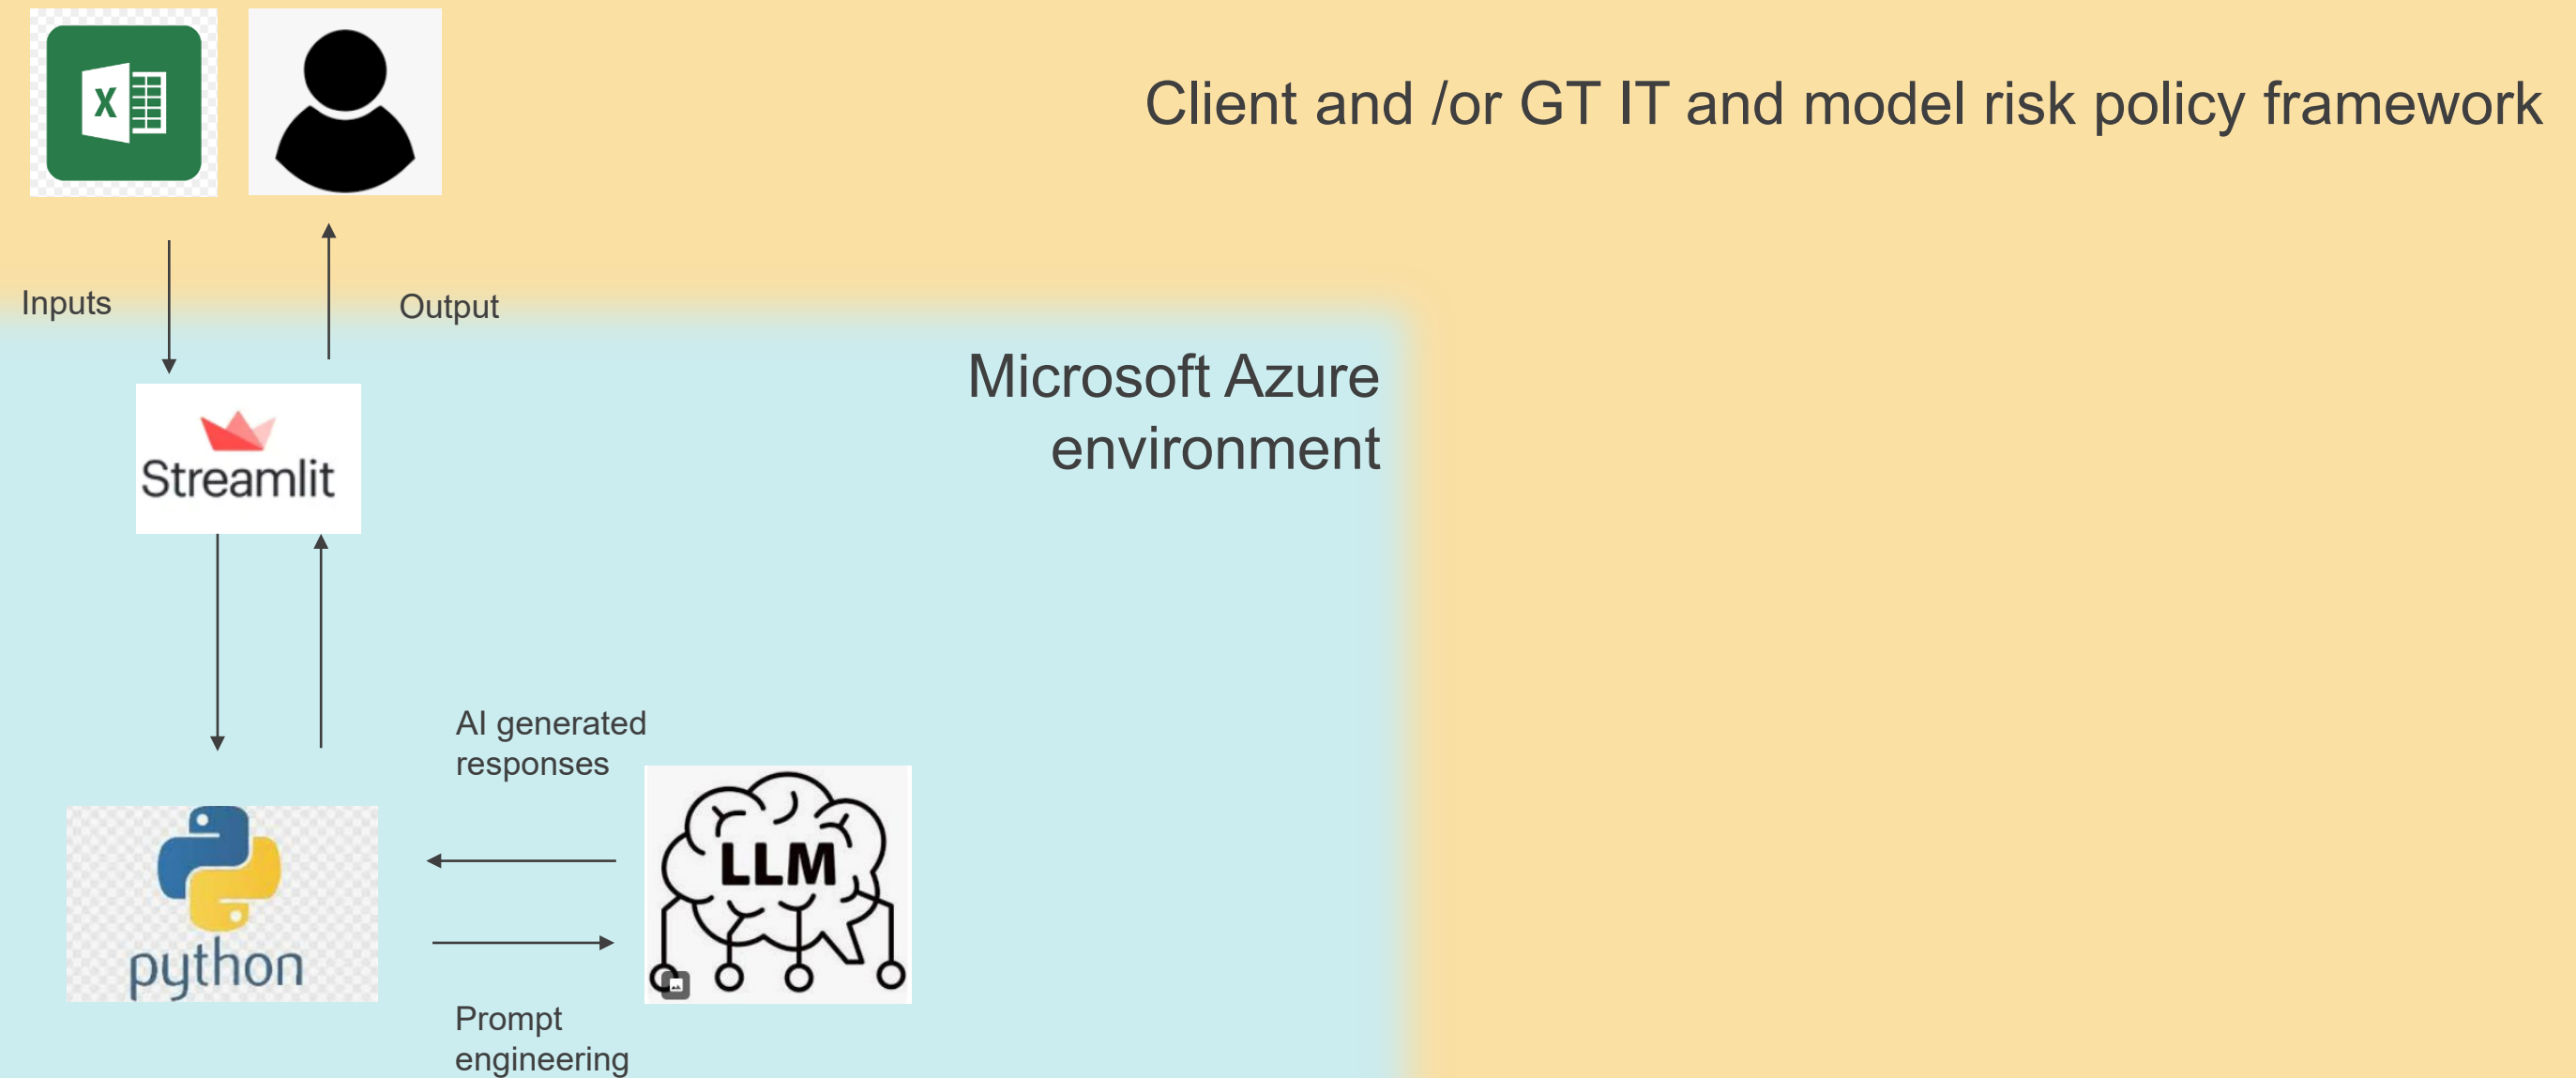 X
Client and /or GT IT and model risk policy framework
Inputs
Output
Microsoft Azure
environment
Streamlit
AI generated
responses
LLM
python
Prompt
engineering